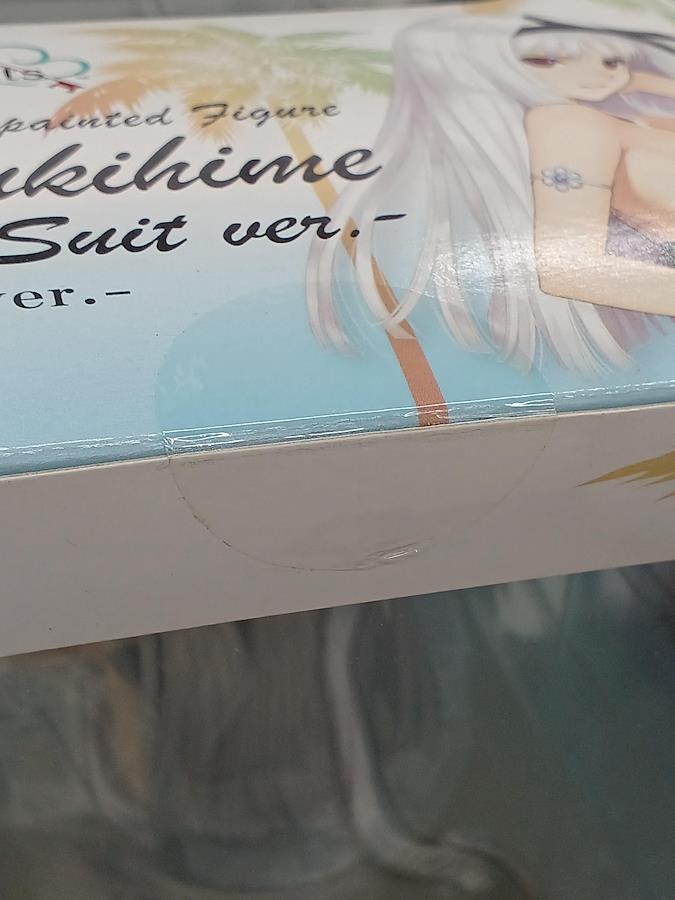 painted Figure
ukihime
Suit ver.-
ver.-